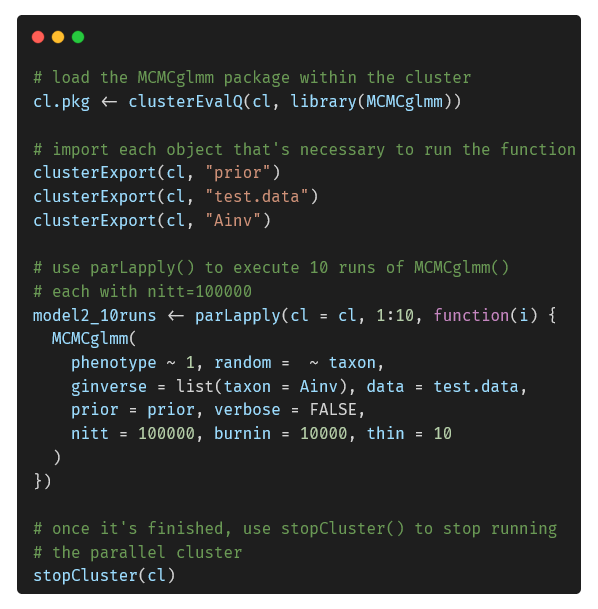 # load the MCMCglmm package within the cluster
cl.pkg <- clusterEvalQ(cl, library(MCMCglmm))
# import each object that's necessary to run the function
clusterExport(cl, "prior")
clusterExport(cl, "test.data")
clusterExport(cl, "Ainv")
# use parLapply() to execute 10 runs of MCMCglmm()
# each with nitt=100000
model2_10runs <- parLapply(cl = cl, 1:10, function(i) {
  MCMCglmm(
    phenotype ~ 1, random =  ~ taxon,
    ginverse = list(taxon = Ainv), data = test.data,
    prior = prior, verbose = FALSE,
    nitt = 100000, burnin = 10000, thin = 10
  )
})
# once it's finished, use stopCluster() to stop running
# the parallel cluster
stopCluster(cl)